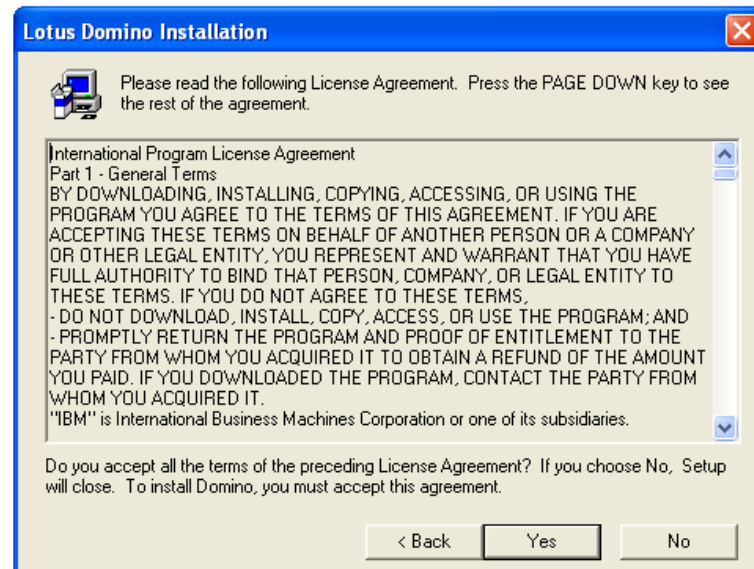 Lotus Domino Installation
Please read the following License Agreement. Press the PAGE DOWN key to see
the rest of the agreement.
International Program License Agreement
Part 1 - General Terms
BY DOWNLOADING, INSTALLING, COPYING, ACCESSING, OR USING THE
PROGRAM YOU AGREE TO THE TERMS OF THIS AGREEMENT. IF YOU ARE
ACCEPTING THESE TERMS ON BEHALF OF ANOTHER PERSON OR A COMPANY
OR OTHER LEGAL ENTITY, YOU REPRESENT AND WARRANT THAT YOU HAVE
FULL AUTHORITY TO BIND THAT PERSON, COMPANY, OR LEGAL ENTITY TO
THESE TERMS. IF YOU DO NOT AGREE TO THESE TERMS,
- DO NOT DOWNLOAD, INSTALL, COPY, ACCESS, OR USE THE PROGRAM; AND
- PROMPTLY RETURN THE PROGRAM AND PROOF OF ENTITLEMENT TO THE
PARTY FROM WHOM YOU ACQUIRED IT TO OBTAIN A REFUND OF THE AMOUNT
YOU PAID. IF YOU DOWNLOADED THE PROGRAM, CONTACT THE PARTY FROM
WHOM YOU ACQUIRED IT.
"IBM" is International Business Machines Corporation or one of its subsidiaries.
Do you accept all the terms of the preceding License Agreement? If you choose No, Setup
will close. To install Domino, you must accept this agreement.
< Back Yes No